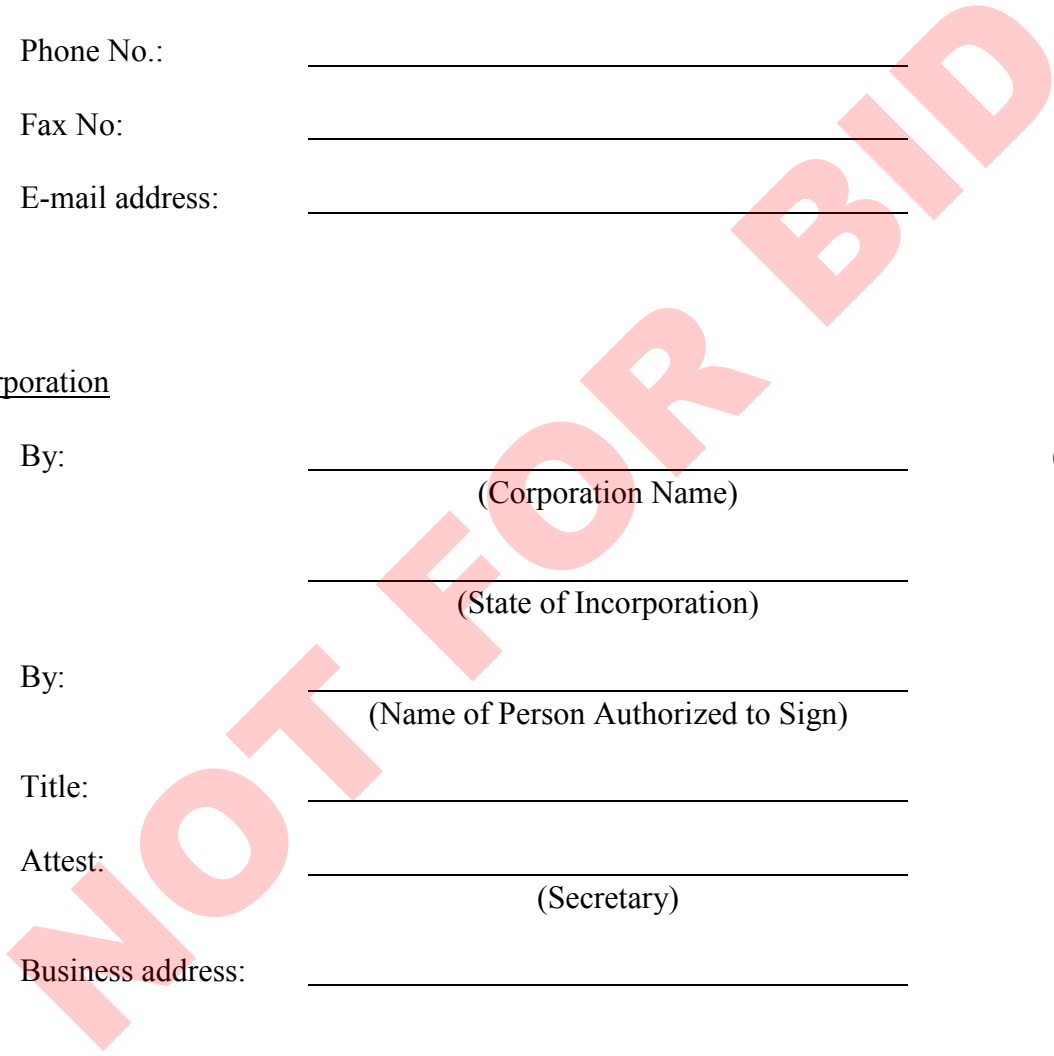 Phone No.:
Fax No:
E-mail address:
rporation
By:
(
(Corporation Name)
(State of Incorporation)
By:
(Name of Person Authorized to Sign)
Title:
Attest:
(Secretary)
Business address:
NOT FOR BID